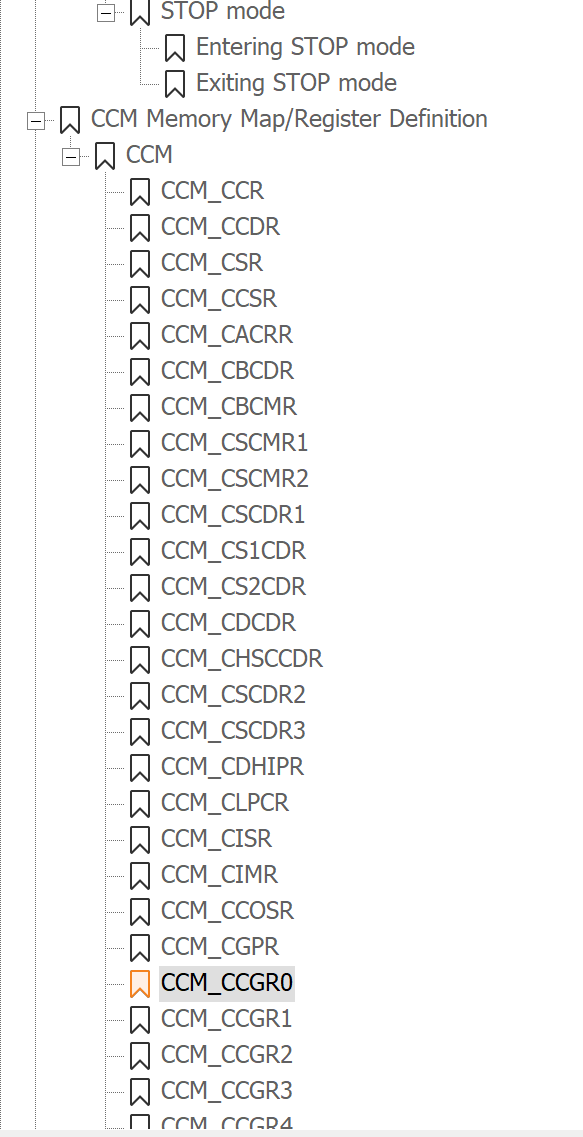 STOP mode
Entering STOP mode
Exiting STOP mode
CCM Memory Map/Register Definition
CCM
CCM_CCR
CCM_CCDR
CCM_CSR
CCM_CCSR
CCM_CACRR
CCM_CBCDR
CCM_CBCMR
CCM_CSCMR1
CCM_CSCMR2
CCM_CSCDR1
CCM_CS1CDR
CCM_CS2CDR
CCM_CDCDR
CCM_CHSCCDR
CCM_CSCDR2
CCM_CSCDR3
CCM_CDHIPR
CCM_CLPCR
CCM_CISR
CCM_CIMR
CCM_CCOSR
CCM_CGPR
CCM_CCGR0
CCM_CCGR1
CCM_CCGR2
CCM_CCGR3
CCM_CCGR4